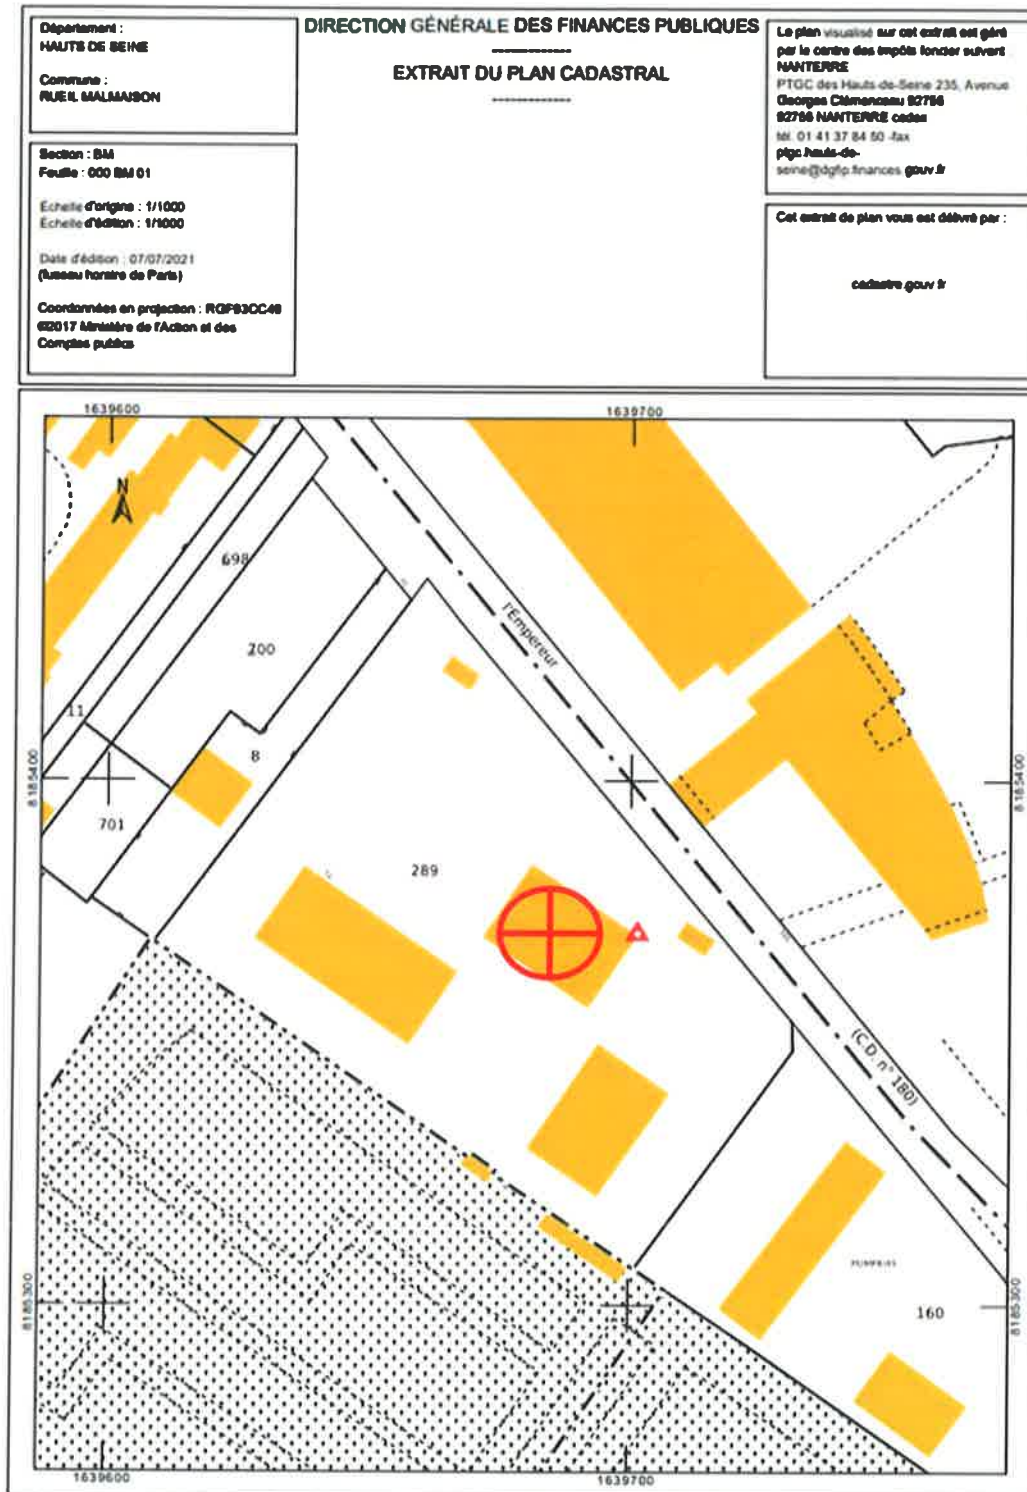 Département :
HAUTS DE SEINE
Commune :
RUEIL MALMAISON
Section : BM
Feuille : 000 BM 01
Échelle d'origine : 1/1000
Échelle d'édition : 1/1000
Date d'édition : 07/07/2021
(fuseau horaire de Paris)
Coordonnées en projection : RGF93CC49
©2017 Ministère de l'Action et des
Comptes publics
DIRECTION GÉNÉRALE DES FINANCES PUBLIQUES
-------------
EXTRAIT DU PLAN CADASTRAL
-------------
Le plan visualisé sur cet extrait est géré
par le centre des impôts foncier suivant :
NANTERRE
PTGC des Hauts-de-Seine 235, Avenue
Georges Clémenceau 92756
92756 NANTERRE cedex
tél. 01 41 37 84 50 -fax
ptgc.hauts-de-
seine@dgfip.finances.gouv.fr
Cet extrait de plan vous est délivré par :
cadastre.gouv.fr
1639600
1639700
N
698
200
l'Empereur
11
8
8185400
8185400
701
289
(C.D. n° 180)
8185300
8185300
160
1639600
1639700